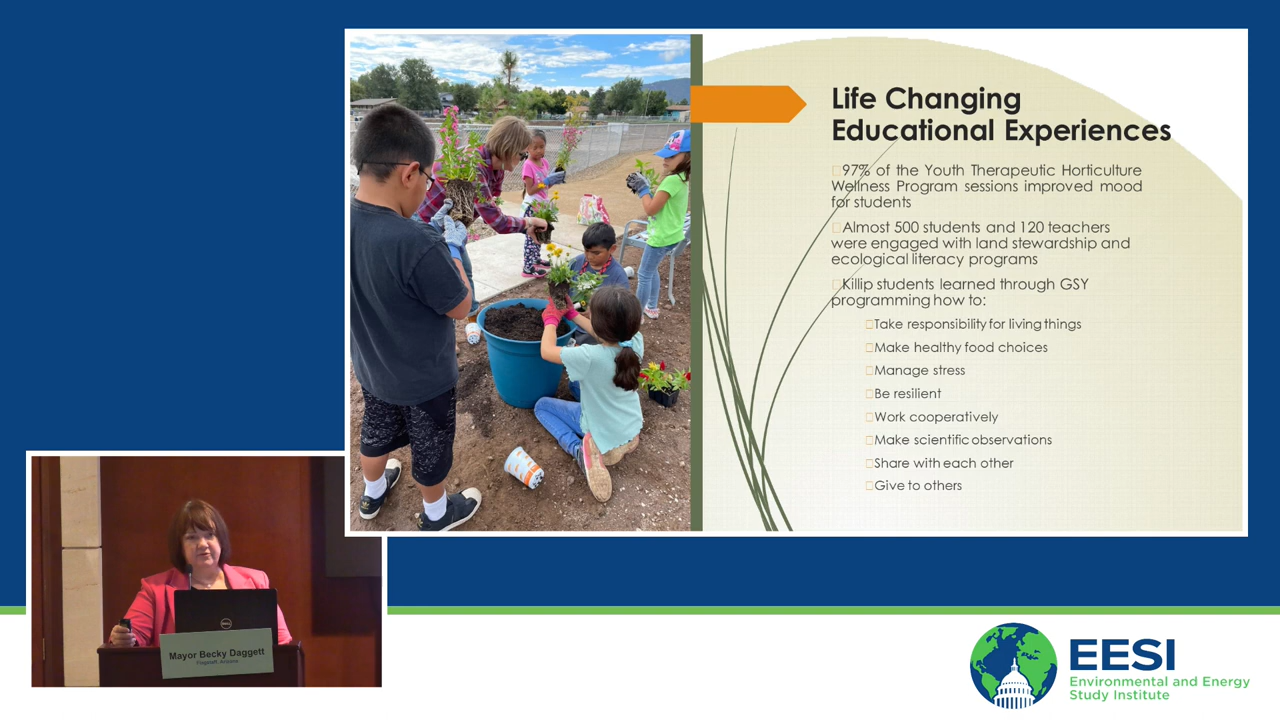 Life Changing
Educational Experiences
97% of the Youth Therapeutic Horticulture
Wellness Program sessions improved mood
for students
Almost 500 students and 120 teachers
were engaged with land stewardship and
ecological literacy programs
Killip students learned through GSY
programming how to:
Take responsibility for living things
Make healthy food choices
Manage stress
Be resilient
Work cooperatively
Make scientific observations
Share with each other
Give to others
DELL
Mayor Becky Daggett
Flagstaff, Arizona
EESI
Environmental and Energy
Study Institute